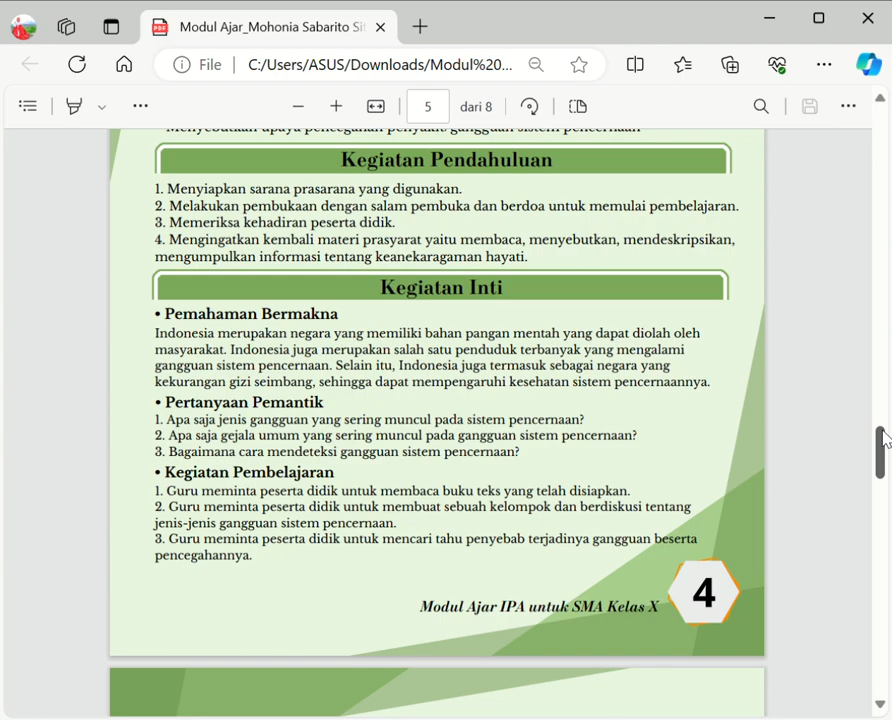 Modul Ajar_Mohonia Sabarito Sit
File
C:/Users/ASUS/Downloads/Modul%20...
5 dari 8
Menyebutkan upaya pencegahan penyakit gangguan sistem pencernaan
Kegiatan Pendahuluan
1. Menyiapkan sarana prasarana yang digunakan.
2. Melakukan pembukaan dengan salam pembuka dan berdoa untuk memulai pembelajaran.
3. Memeriksa kehadiran peserta didik.
4. Mengingatkan kembali materi prasyarat yaitu membaca, menyebutkan, mendeskripsikan,
mengumpulkan informasi tentang keanekaragaman hayati.
Kegiatan Inti
• Pemahaman Bermakna
Indonesia merupakan negara yang memiliki bahan pangan mentah yang dapat diolah oleh
masyarakat. Indonesia juga merupakan salah satu penduduk terbanyak yang mengalami
gangguan sistem pencernaan. Selain itu, Indonesia juga termasuk sebagai negara yang
kekurangan gizi seimbang, sehingga dapat mempengaruhi kesehatan sistem pencernaannya.
• Pertanyaan Pemantik
1. Apa saja jenis gangguan yang sering muncul pada sistem pencernaan?
2. Apa saja gejala umum yang sering muncul pada gangguan sistem pencernaan?
3. Bagaimana cara mendeteksi gangguan sistem pencernaan?
• Kegiatan Pembelajaran
1. Guru meminta peserta didik untuk membaca buku teks yang telah disiapkan.
2. Guru meminta peserta didik untuk membuat sebuah kelompok dan berdiskusi tentang
jenis-jenis gangguan sistem pencernaan.
3. Guru meminta peserta didik untuk mencari tahu penyebab terjadinya gangguan beserta
pencegahannya.
Modul Ajar IPA untuk SMA Kelas X
4